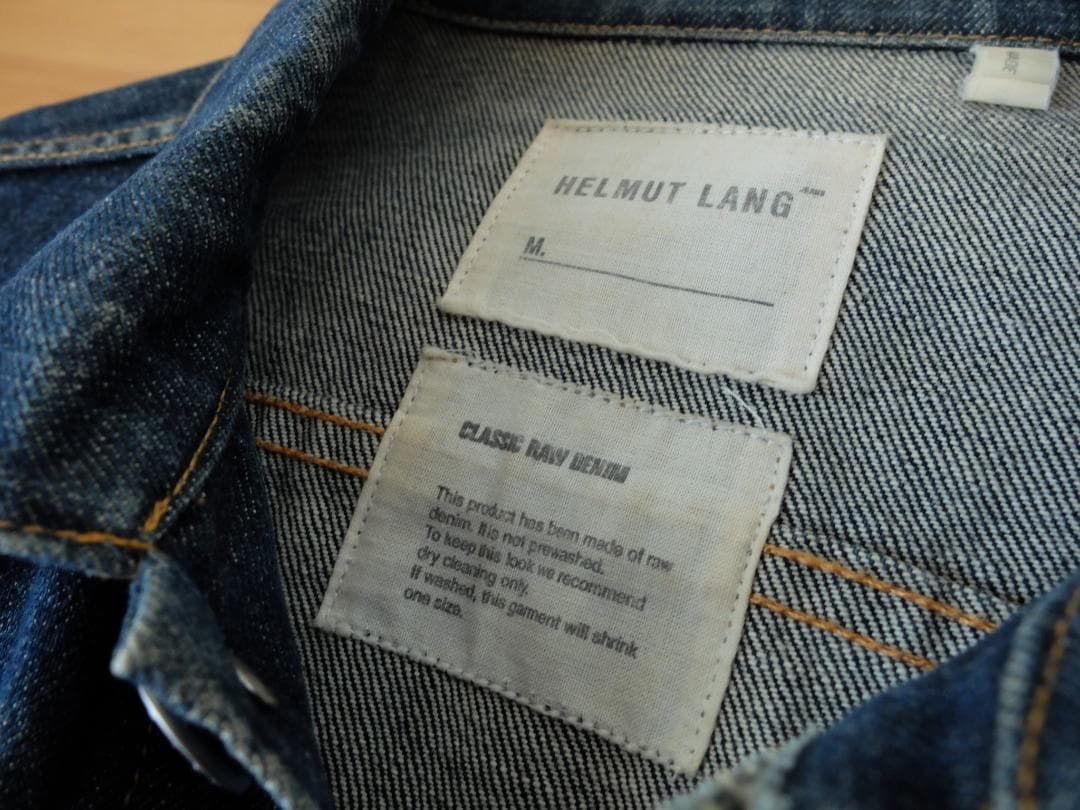 HELMUT LANG
M.
CLASSIC RAW DENIM
This product has been made of raw
denim. It is not prewashed.
To keep this look we recommend
dry cleaning only.
If washed, this garment will shrink
one size.